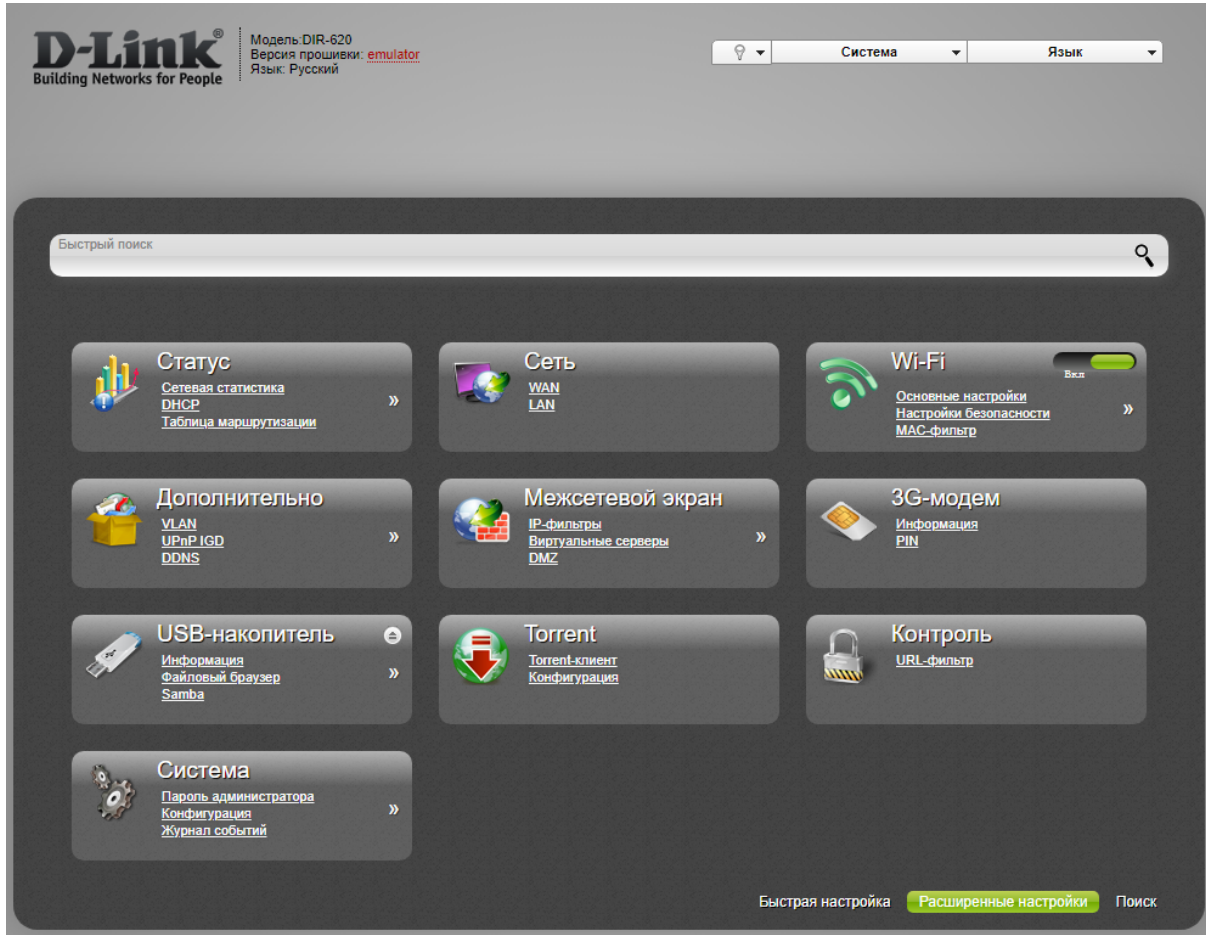 D-Link®
Building Networks for People
Модель:DIR-620
Версия прошивки: emulator
Язык: Русский
Система
Язык
Быстрый поиск
Статус
Сетевая статистика
DHCP
Таблица маршрутизации
»
Сеть
WAN
LAN
Wi-Fi
Вкл
Основные настройки
Настройки безопасности
MAC-фильтр
»
Дополнительно
VLAN
UPnP IGD
DDNS
»
Межсетевой экран
IP-фильтры
Виртуальные серверы
DMZ
»
3G-модем
Информация
PIN
USB-накопитель
Информация
Файловый браузер
Samba
»
Torrent
Torrent-клиент
Конфигурация
Контроль
URL-фильтр
Система
Пароль администратора
Конфигурация
Журнал событий
»
Быстрая настройка Расширенные настройки Поиск